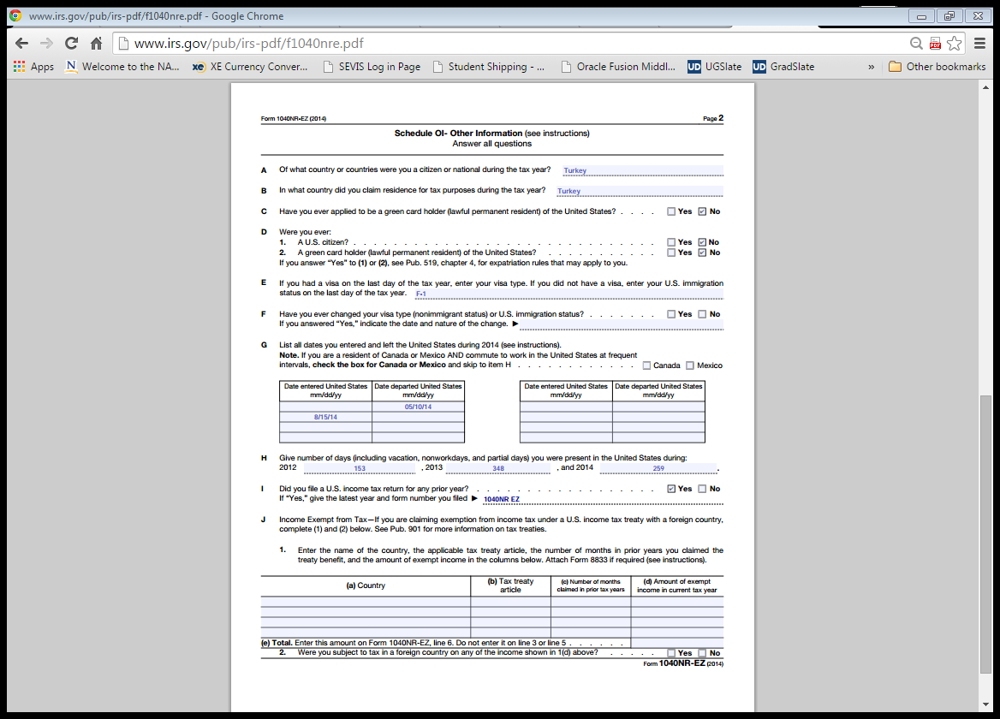 www.irs.gov/pub/irs-pdf/f1040nre.pdf - Google Chrome
www.irs.gov/pub/irs-pdf/f1040nre.pdf
PDF
Apps N Welcome to the NA... xe XE Currency Conver... SEVIS Log in Page Student Shipping - ... Oracle Fusion Middl... UD UGSlate UD GradSlate » Other bookmarks
Form 1040NR-EZ (2014) Page 2
Schedule OI- Other Information (see instructions)
Answer all questions
A Of what country or countries were you a citizen or national during the tax year? Turkey
B In what country did you claim residence for tax purposes during the tax year? Turkey
C Have you ever applied to be a green card holder (lawful permanent resident) of the United States? . . . . Yes No
D Were you ever:
1. A U.S. citizen? . . . . . . . . . . . . . . . . . . . . . . . . . . . . . . Yes No
2. A green card holder (lawful permanent resident) of the United States? . . . . . . . . . . . Yes No
If you answer “Yes” to (1) or (2), see Pub. 519, chapter 4, for expatriation rules that may apply to you.
E If you had a visa on the last day of the tax year, enter your visa type. If you did not have a visa, enter your U.S. immigration
status on the last day of the tax year. F-1
F Have you ever changed your visa type (nonimmigrant status) or U.S. immigration status? . . . . . . . Yes No
If you answered “Yes,” indicate the date and nature of the change. ▶
G List all dates you entered and left the United States during 2014 (see instructions).
Note. If you are a resident of Canada or Mexico AND commute to work in the United States at frequent
intervals, check the box for Canada or Mexico and skip to item H . . . . . . . . . . . . Canada Mexico
Date entered United States Date departed United States Date entered United States Date departed United States
mm/dd/yy mm/dd/yy mm/dd/yy mm/dd/yy
05/10/14
8/15/14
H Give number of days (including vacation, nonworkdays, and partial days) you were present in the United States during:
2012 153 , 2013 348 , and 2014 259 .
I Did you file a U.S. income tax return for any prior year? . . . . . . . . . . . . . . . . . . Yes No
If “Yes,” give the latest year and form number you filed ▶ 1040NR EZ
J Income Exempt from Tax—If you are claiming exemption from income tax under a U.S. income tax treaty with a foreign country,
complete (1) and (2) below. See Pub. 901 for more information on tax treaties.
1. Enter the name of the country, the applicable tax treaty article, the number of months in prior years you claimed the
treaty benefit, and the amount of exempt income in the columns below. Attach Form 8833 if required (see instructions).
(a) Country (b) Tax treaty (c) Number of months (d) Amount of exempt
article claimed in prior tax years income in current tax year
(e) Total. Enter this amount on Form 1040NR-EZ, line 6. Do not enter it on line 3 or line 5 . . . . . .
2. Were you subject to tax in a foreign country on any of the income shown in 1(d) above? . . . . . Yes No
Form 1040NR-EZ (2014)